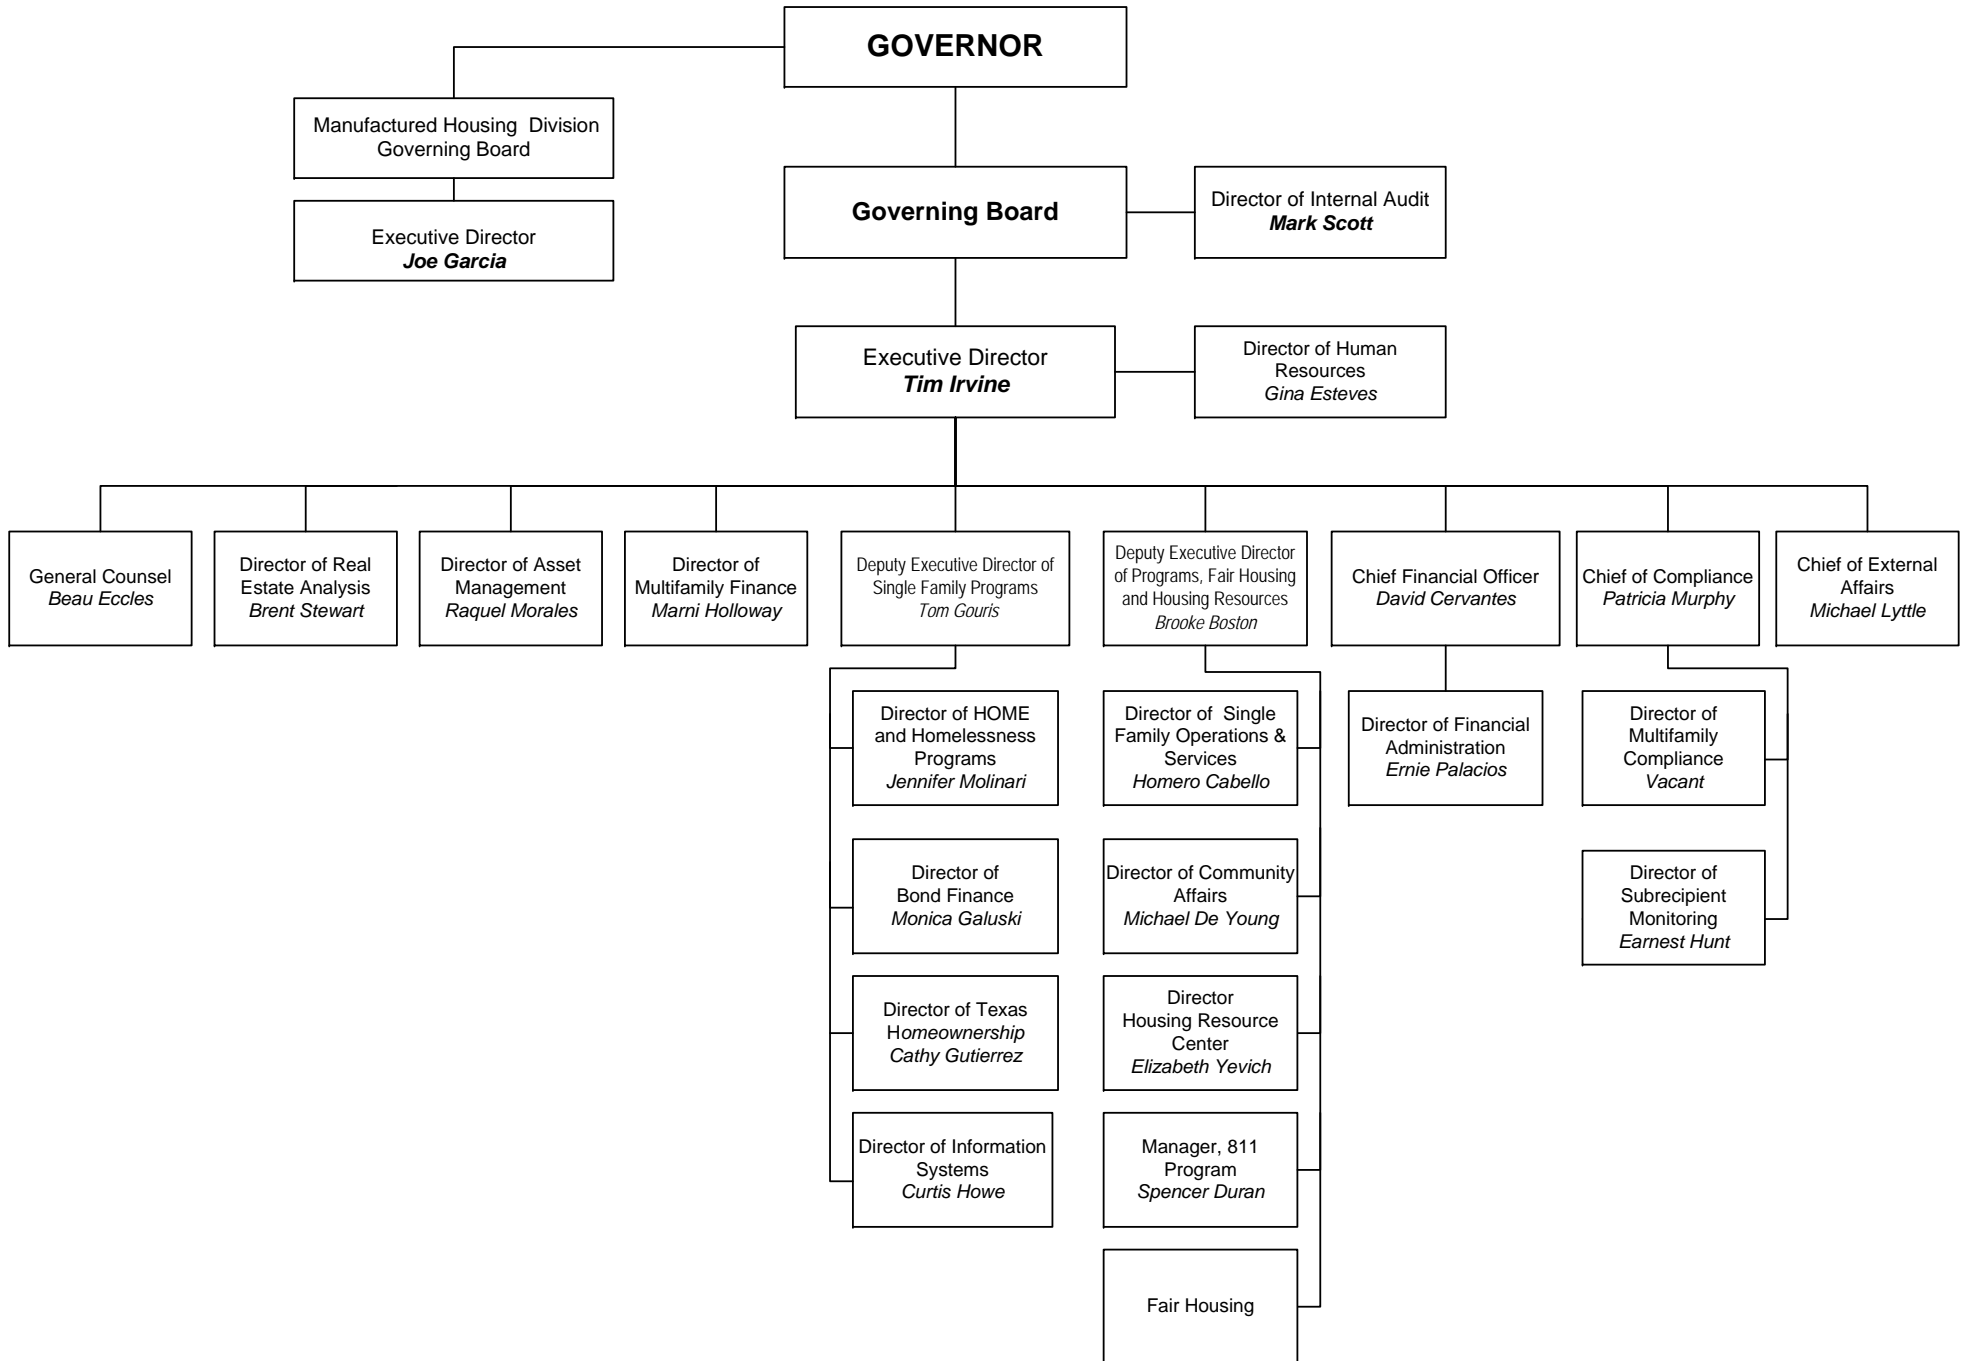 GOVERNOR
Manufactured Housing Division
Governing Board
Executive Director
Joe Garcia
Governing Board
Director of Internal Audit
Mark Scott
Executive Director
Tim Irvine
Director of Human
Resources
Gina Esteves
General Counsel
Beau Eccles
Director of Real
Estate Analysis
Brent Stewart
Director of Asset
Management
Raquel Morales
Director of
Multifamily Finance
Marni Holloway
Deputy Executive Director of
Single Family Programs
Tom Gouris
Deputy Executive Director
of Programs, Fair Housing
and Housing Resources
Brooke Boston
Chief Financial Officer
David Cervantes
Chief of Compliance
Patricia Murphy
Chief of External
Affairs
Michael Lyttle
Director of HOME
and Homelessness
Programs
Jennifer Molinari
Director of Single
Family Operations &
Services
Homero Cabello
Director of Financial
Administration
Ernie Palacios
Director of
Multifamily
Compliance
Vacant
Director of
Bond Finance
Monica Galuski
Director of Community
Affairs
Michael De Young
Director of
Subrecipient
Monitoring
Earnest Hunt
Director of Texas
Homeownership
Cathy Gutierrez
Director
Housing Resource
Center
Elizabeth Yevich
Director of Information
Systems
Curtis Howe
Manager, 811
Program
Spencer Duran
Fair Housing